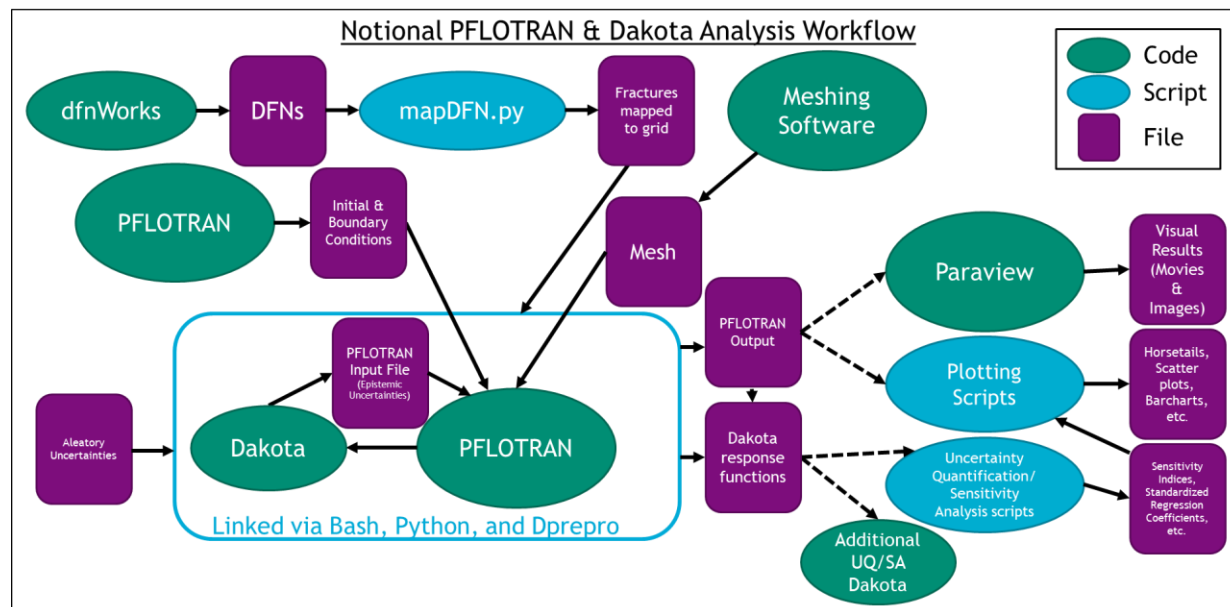 Notional PFLOTRAN & Dakota Analysis Workflow
Code
Script
File
dfnWorks
DFNs
mapDFN.py
Fractures
mapped
to grid
Meshing
Software
PFLOTRAN
Initial &
Boundary
Conditions
Mesh
Paraview
Visual
Results
(Movies
&
Images)
PFLOTRAN
Output
PFLOTRAN
Input File
(Epistemic
Uncertainties)
Plotting
Scripts
Horsetails,
Scatter
plots,
Barcharts,
etc.
Aleatory
Uncertainties
Dakota
PFLOTRAN
Dakota
response
functions
Uncertainty
Quantification/
Sensitivity
Analysis scripts
Sensitivity
Indices,
Standardized
Regression
Coefficients,
etc.
Linked via Bash, Python, and Dprepro
Additional
UQ/SA
Dakota